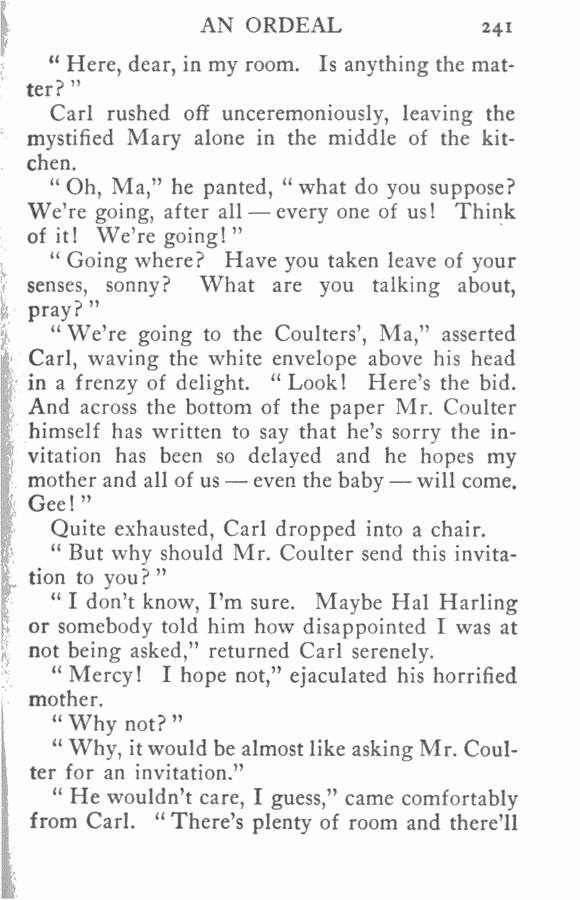 AN ORDEAL 241
“ Here, dear, in my room. Is anything the mat-
ter? ”
Carl rushed off unceremoniously, leaving the
mystified Mary alone in the middle of the kit-
chen.
“ Oh, Ma,” he panted, “ what do you suppose?
We’re going, after all — every one of us! Think
of it! We’re going! ”
“ Going where? Have you taken leave of your
senses, sonny? What are you talking about,
pray? ”
“ We’re going to the Coulters’, Ma,” asserted
Carl, waving the white envelope above his head
in a frenzy of delight. “ Look! Here’s the bid.
And across the bottom of the paper Mr. Coulter
himself has written to say that he’s sorry the in-
vitation has been so delayed and he hopes my
mother and all of us — even the baby — will come.
Gee! ”
Quite exhausted, Carl dropped into a chair.
“ But why should Mr. Coulter send this invita-
tion to you? ”
“ I don’t know, I’m sure. Maybe Hal Harling
or somebody told him how disappointed I was at
not being asked,” returned Carl serenely.
“ Mercy! I hope not,” ejaculated his horrified
mother.
“ Why not? ”
“ Why, it would be almost like asking Mr. Coul-
ter for an invitation.”
“ He wouldn’t care, I guess,” came comfortably
from Carl. “ There’s plenty of room and there’ll